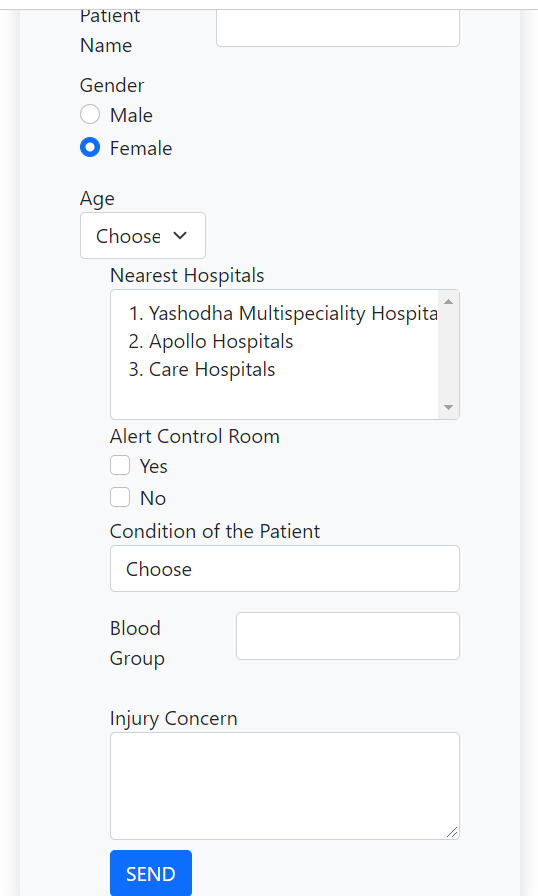 Patient
Name
Gender
Male
Female
Age
Choose
Nearest Hospitals
1. Yashodha Multispeciality Hospita
2. Apollo Hospitals
3. Care Hospitals
Alert Control Room
Yes
No
Condition of the Patient
Choose
Blood
Group
Injury Concern
SEND